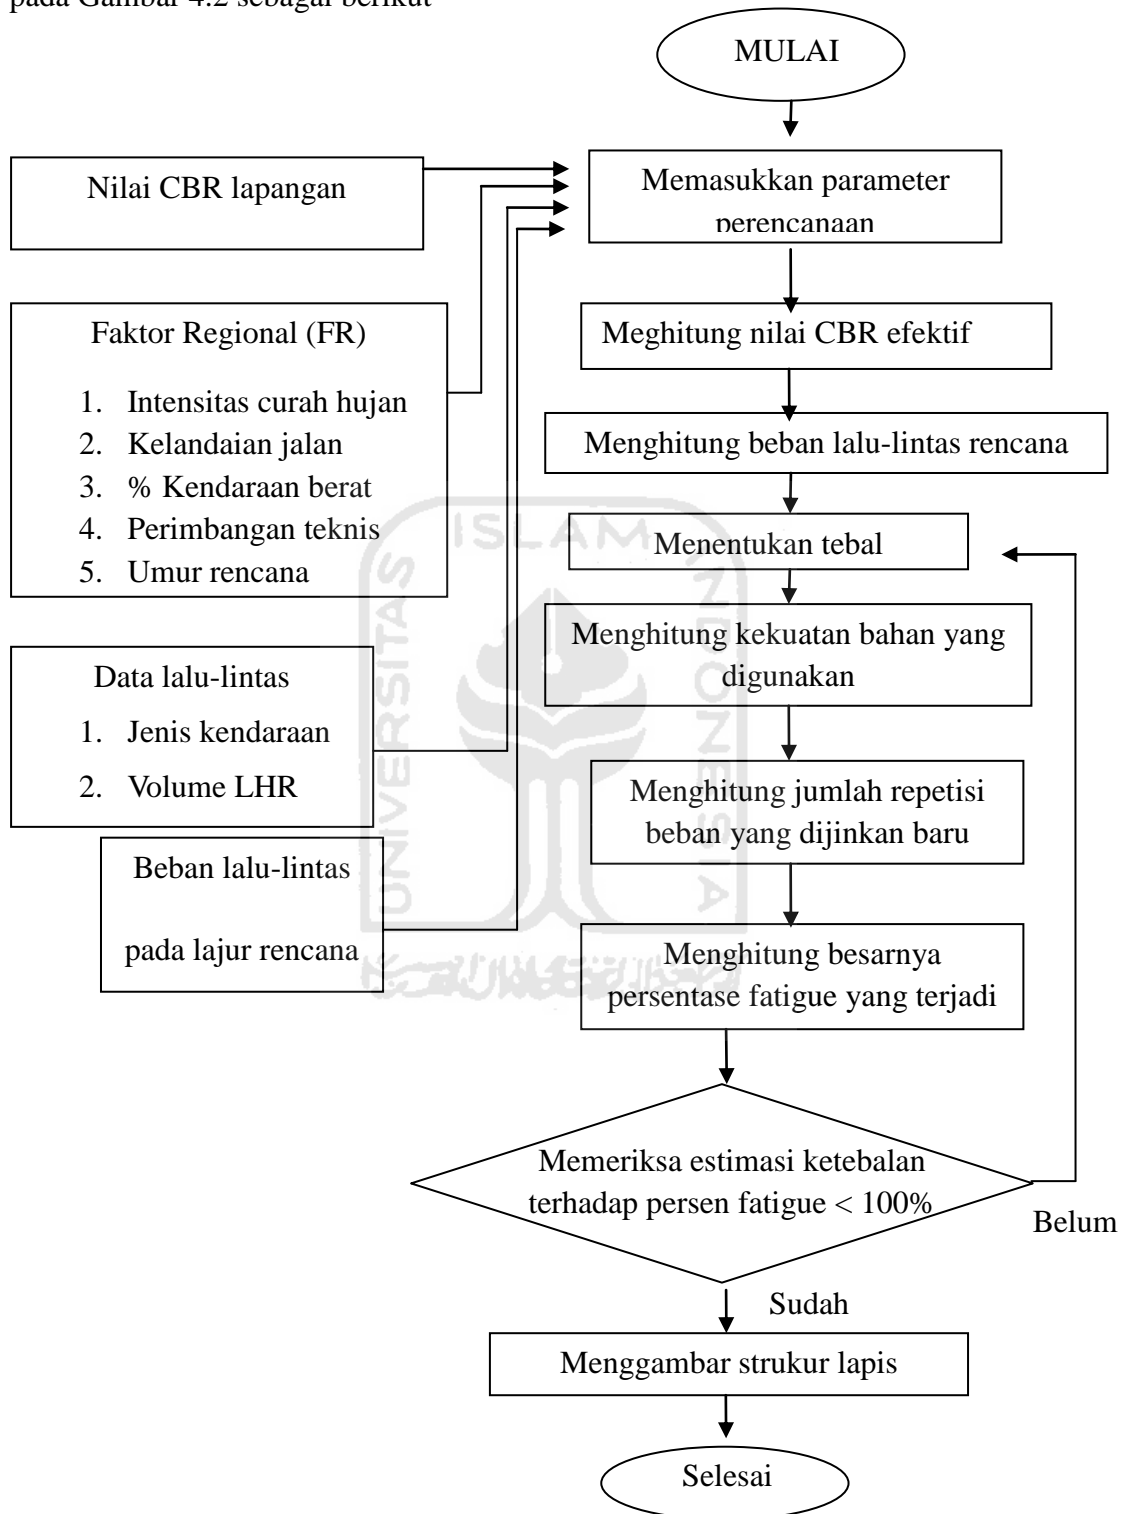 pada Gambar 4.2 sebagai berikut
MULAI
Nilai CBR lapangan
Memasukkan parameter
perencanaan
Faktor Regional (FR)
1. Intensitas curah hujan
2. Kelandaian jalan
3. % Kendaraan berat
4. Perimbangan teknis
5. Umur rencana
Meghitung nilai CBR efektif
Menghitung beban lalu-lintas rencana
Menentukan tebal
Menghitung kekuatan bahan yang
digunakan
Data lalu-lintas
1. Jenis kendaraan
2. Volume LHR
Menghitung jumlah repetisi
beban yang dijinkan baru
Beban lalu-lintas
pada lajur rencana
Menghitung besarnya
persentase fatigue yang terjadi
Memeriksa estimasi ketebalan
terhadap persen fatigue < 100%
Belum
Sudah
Menggambar strukur lapis
Selesai
UNIVERSITAS
ISLAM
INDONESIA